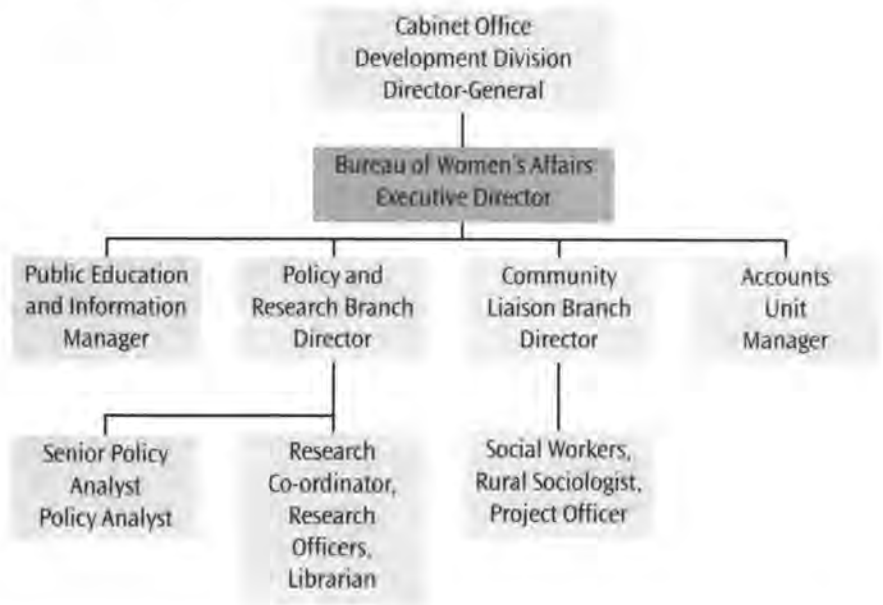 Cabinet Office
Development Division
Director-General
Bureau of Women's Affairs
Executive Director
Public Education
and Information
Manager
Policy and
Research Branch
Director
Community
Liaison Branch
Director
Accounts
Unit
Manager
Senior Policy
Analyst
Policy Analyst
Research
Co-ordinator,
Research
Officers,
Librarian
Social Workers,
Rural Sociologist,
Project Officer